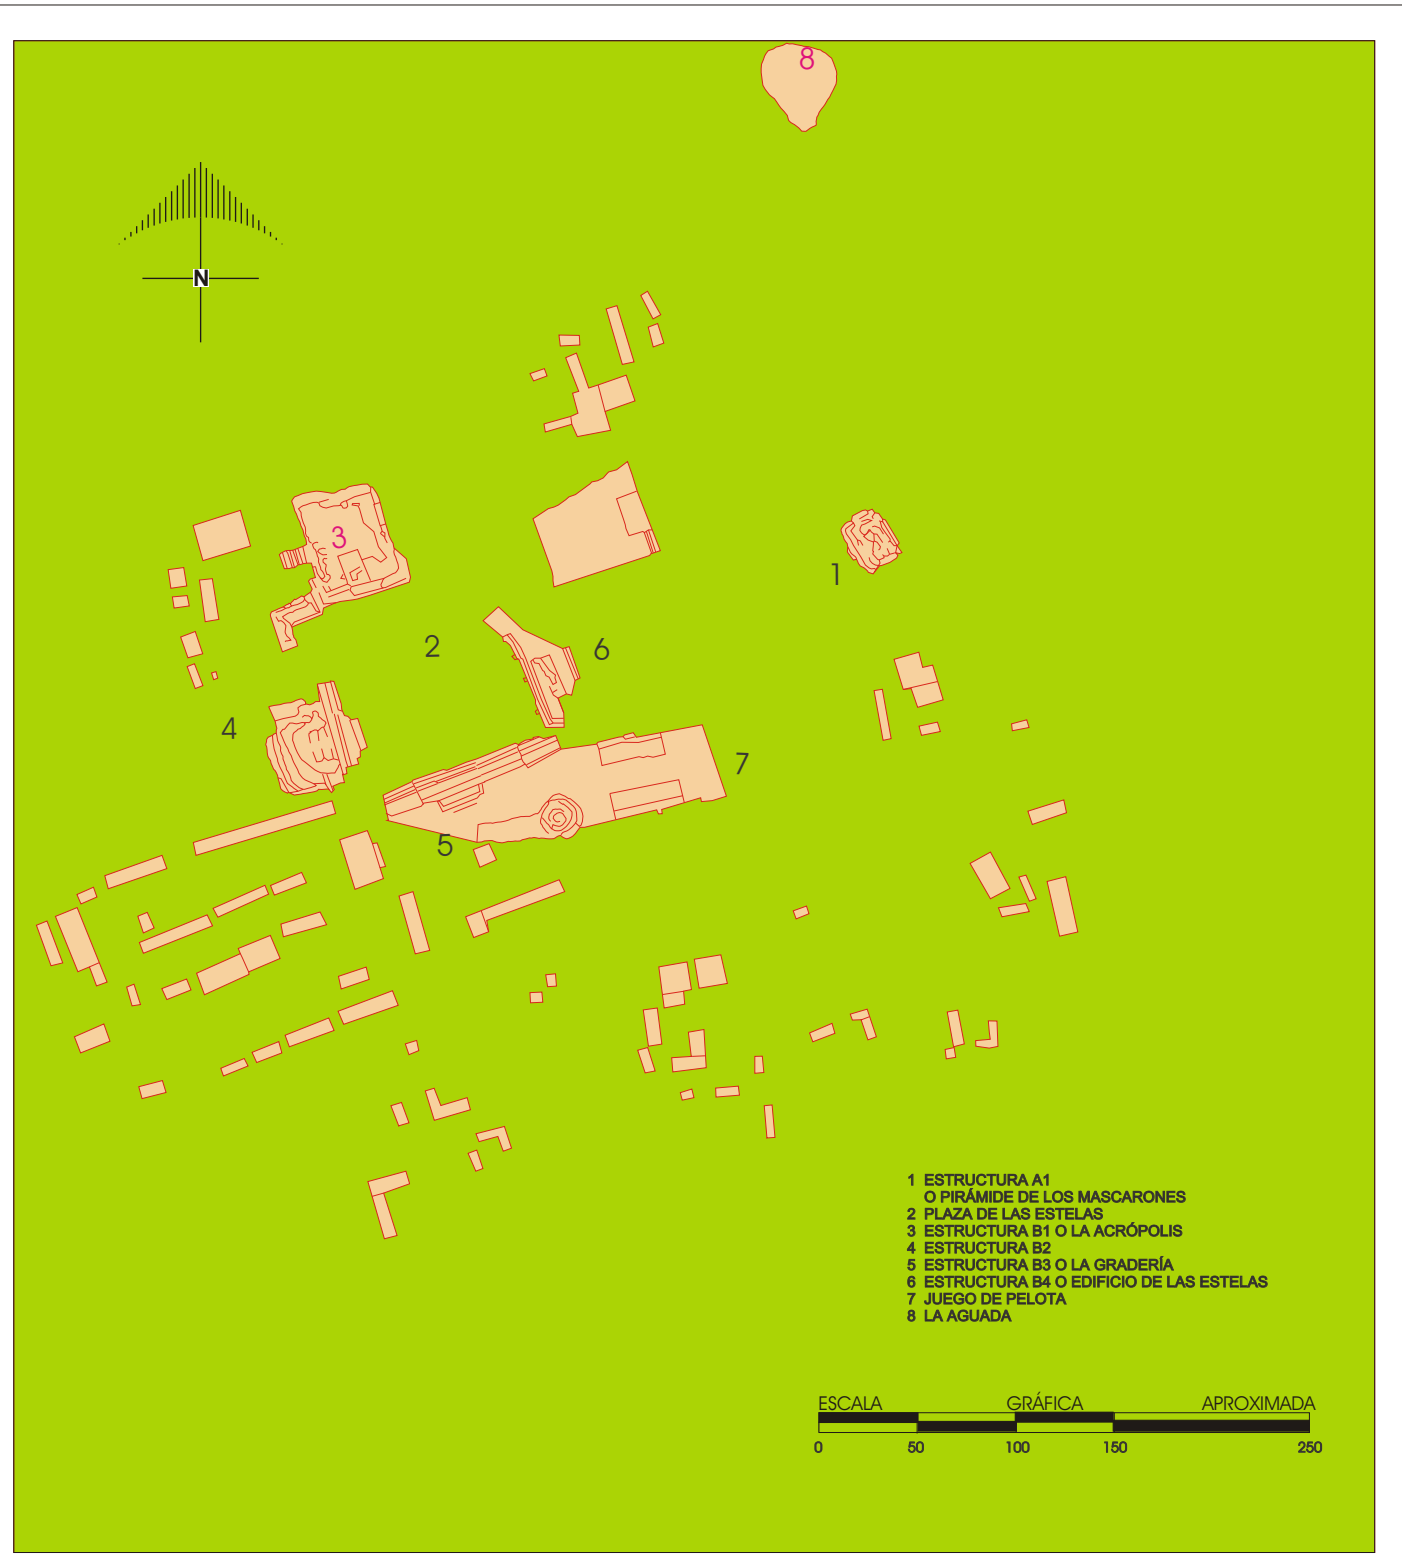 8
N
3
1
2
6
4
7
5
1 ESTRUCTURA A1
O PIRÁMIDE DE LOS MASCARONES
2 PLAZA DE LAS ESTELAS
3 ESTRUCTURA B1 O LA ACRÓPOLIS
4 ESTRUCTURA B2
5 ESTRUCTURA B3 O LA GRADERÍA
6 ESTRUCTURA B4 O EDIFICIO DE LAS ESTELAS
7 JUEGO DE PELOTA
8 LA AGUADA
ESCALA GRÁFICA APROXIMADA
0 50 100 150 250